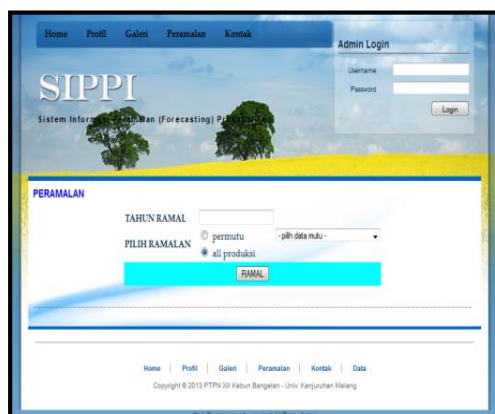 Home Profil Galeri Peramalan Kontak
Admin Login
Username
Password
Login
SIPPI
Sistem Informasi Peramalan (Forecasting)
PERAMALAN
TAHUN RAMAL
PILIH RAMALAN
permutu
- pilih data mutu -
all produksi
RAMAL
Home | Profil | Galeri | Peramalan | Kontak | Data
Copyright @ 2013 PTPN XII Kebun Bangelan - Univ Kanjuruhan Malang